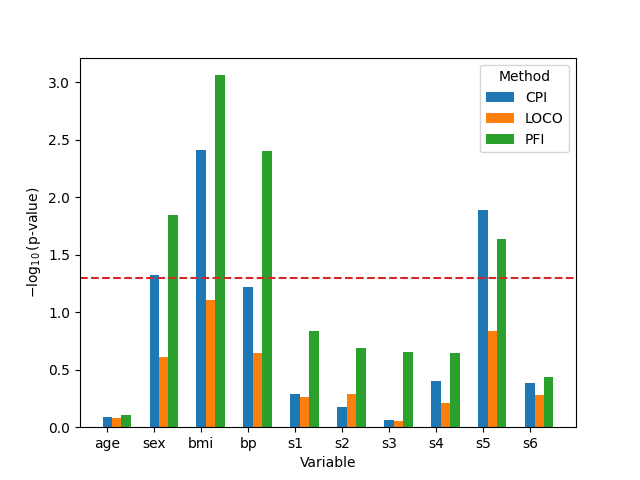 Method
CPI
LOCO
PFI
3.0
2.5
2.0
1.5
1.0
0.5
0.0
−log₁₀(p-value)
age sex bmi bp s1 s2 s3 s4 s5 s6
Variable